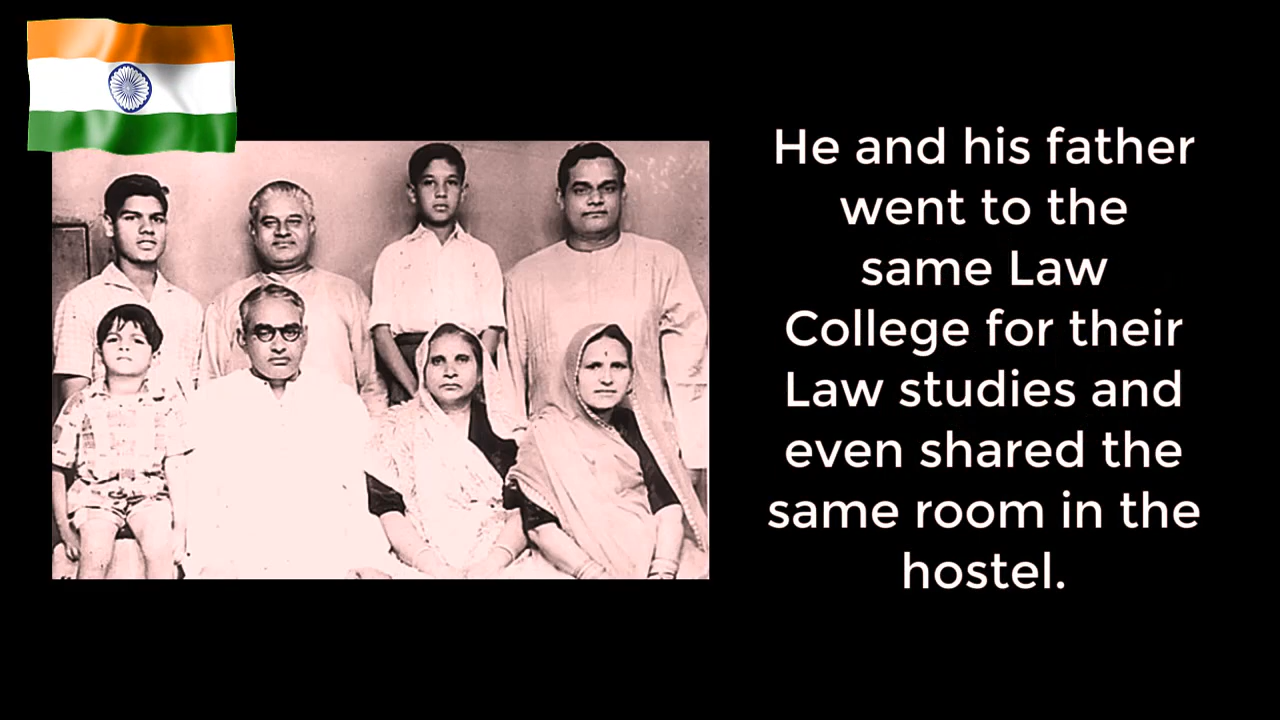 He and his father
went to the
same Law
College for their
Law studies and
even shared the
same room in the
hostel.